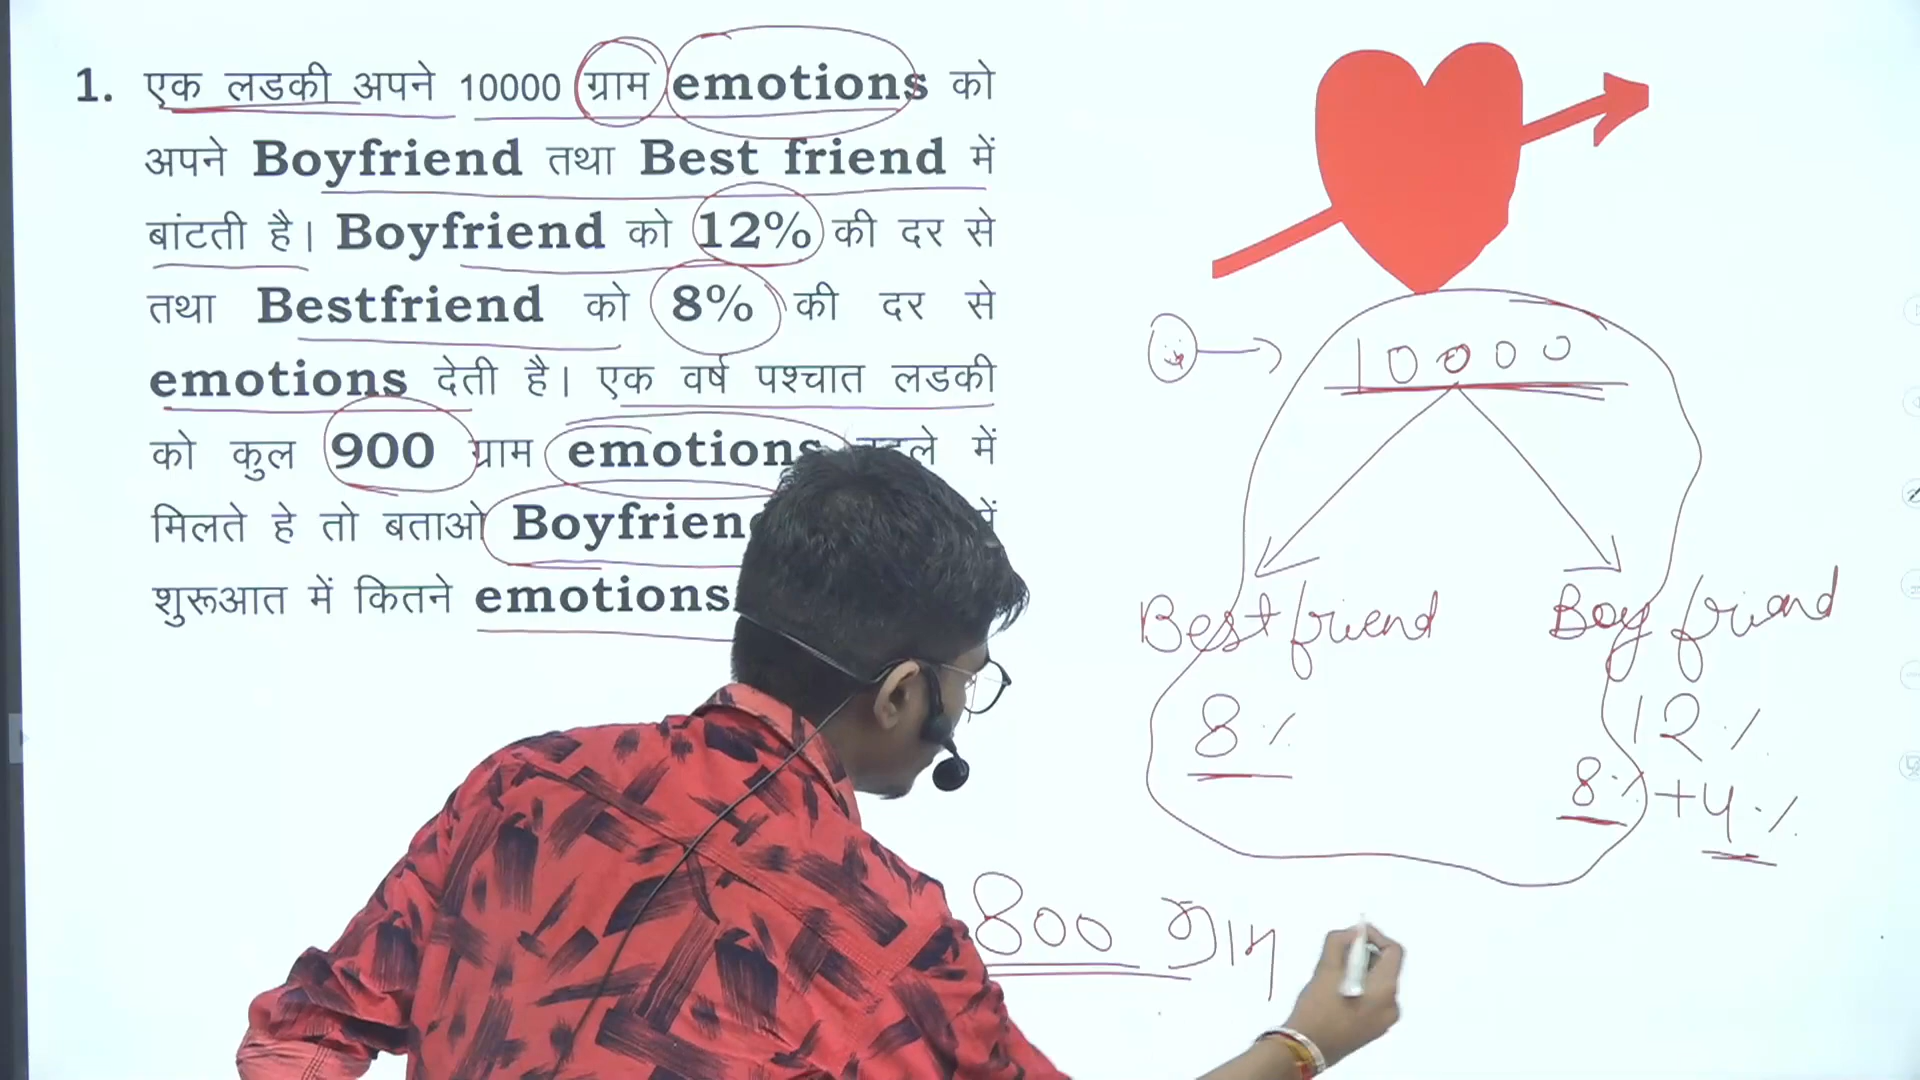 1. एक लडकी अपने 10000 ग्राम emotions को
अपने Boyfriend तथा Best friend में
बांटती है। Boyfriend को 12% की दर से
तथा Bestfriend को 8% की दर से
emotions देती है। एक वर्ष पश्चात लडकी
को कुल 900 ग्राम emotions में
मिलते हे तो बताओ में
शुरूआत में कितने emotions
10000
Best friend
Boy friend
8%
12%
8% + 4%
800 ग्राम